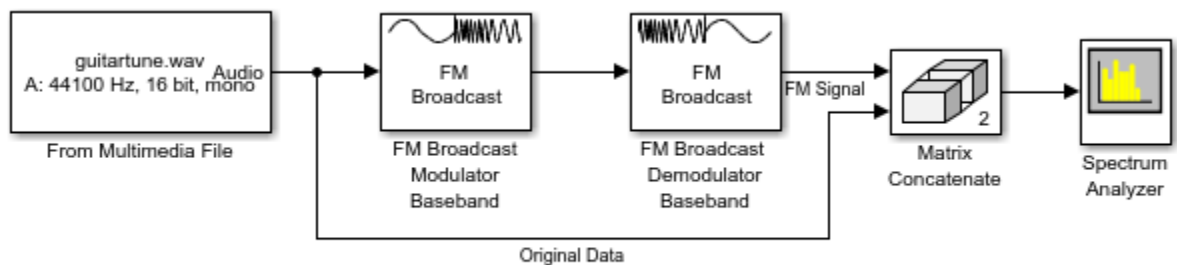 guitartune.wav
A: 44100 Hz, 16 bit, mono
Audio
From Multimedia File
FM
Broadcast
FM Broadcast
Modulator
Baseband
FM
Broadcast
FM Broadcast
Demodulator
Baseband
FM Signal
2
Matrix
Concatenate
Spectrum
Analyzer
Original Data